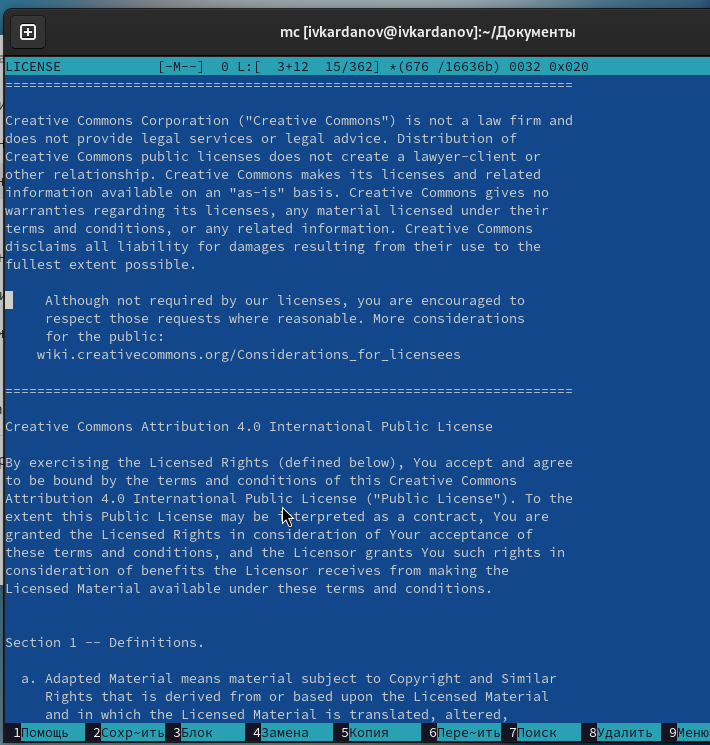 mc [ivkardanov@ivkardanov]:~/Документы
LICENSE            [-M--]  0 L:[  3+12  15/362] *(676 /16636b) 0032 0x020
=======================================================================
Creative Commons Corporation ("Creative Commons") is not a law firm and
does not provide legal services or legal advice. Distribution of
Creative Commons public licenses does not create a lawyer-client or
other relationship. Creative Commons makes its licenses and related
information available on an "as-is" basis. Creative Commons gives no
warranties regarding its licenses, any material licensed under their
terms and conditions, or any related information. Creative Commons
disclaims all liability for damages resulting from their use to the
fullest extent possible.
     Although not required by our licenses, you are encouraged to
     respect those requests where reasonable. More considerations
     for the public:
    wiki.creativecommons.org/Considerations_for_licensees
=======================================================================
Creative Commons Attribution 4.0 International Public License
By exercising the Licensed Rights (defined below), You accept and agree
to be bound by the terms and conditions of this Creative Commons
Attribution 4.0 International Public License ("Public License"). To the
extent this Public License may be interpreted as a contract, You are
granted the Licensed Rights in consideration of Your acceptance of
these terms and conditions, and the Licensor grants You such rights in
consideration of benefits the Licensor receives from making the
Licensed Material available under these terms and conditions.
Section 1 -- Definitions.
  a. Adapted Material means material subject to Copyright and Similar
     Rights that is derived from or based upon the Licensed Material
     and in which the Licensed Material is translated, altered,
1Помощь 2Сохр~ить 3Блок 4Замена 5Копия 6Пере~ить 7Поиск 8Удалить 9Меню